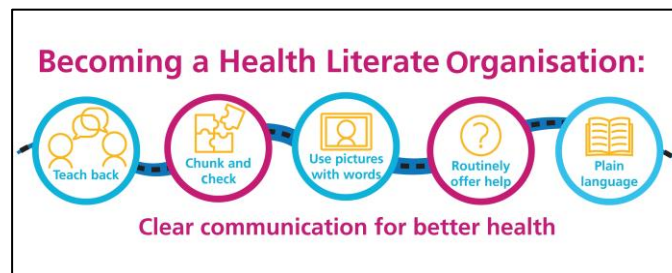 Becoming a Health Literate Organisation:
Teach back
Chunk and
check
Use pictures
with words
Routinely
offer help
Plain
language
Clear communication for better health